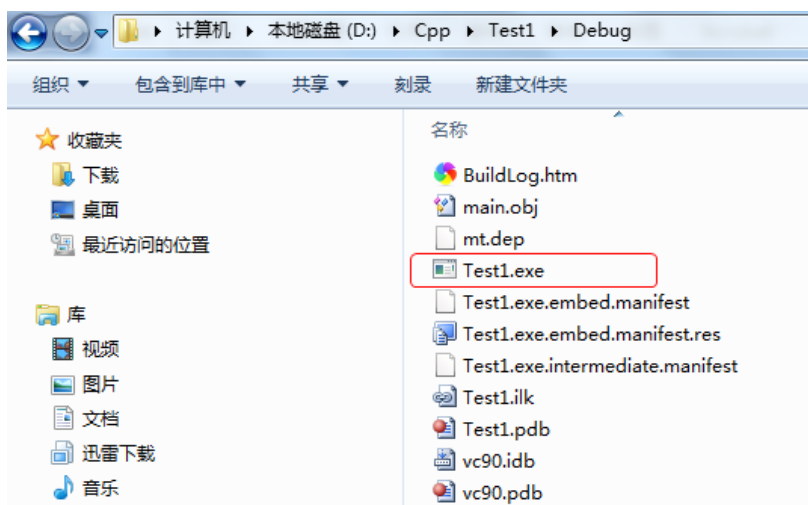 计算机 本地磁盘 (D:) Cpp Test1 Debug
组织 包含到库中 共享 刻录 新建文件夹
收藏夹
下载
桌面
最近访问的位置
库
视频
图片
文档
迅雷下载
音乐
名称
BuildLog.htm
main.obj
mt.dep
Test1.exe
Test1.exe.embed.manifest
Test1.exe.embed.manifest.res
Test1.exe.intermediate.manifest
Test1.ilk
Test1.pdb
vc90.idb
vc90.pdb